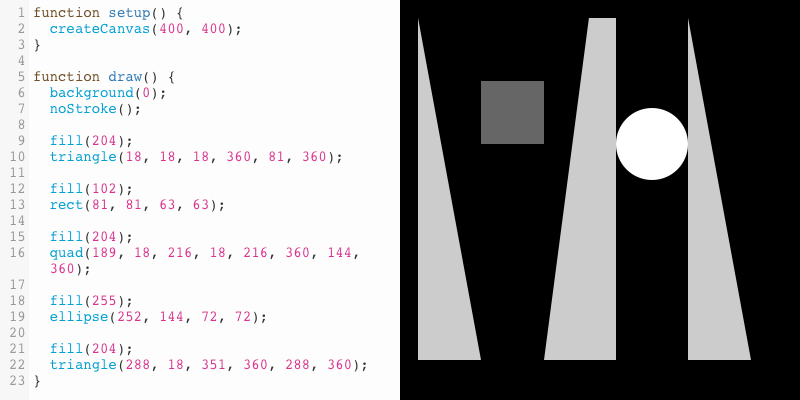 1 function setup() {
2 createCanvas(400, 400);
3 }
4
5 function draw() {
6 background(0);
7 noStroke();
8
9 fill(204);
10 triangle(18, 18, 18, 360, 81, 360);
11
12 fill(102);
13 rect(81, 81, 63, 63);
14
15 fill(204);
16 quad(189, 18, 216, 18, 216, 360, 144,
360);
17
18 fill(255);
19 ellipse(252, 144, 72, 72);
20
21 fill(204);
22 triangle(288, 18, 351, 360, 288, 360);
23 }